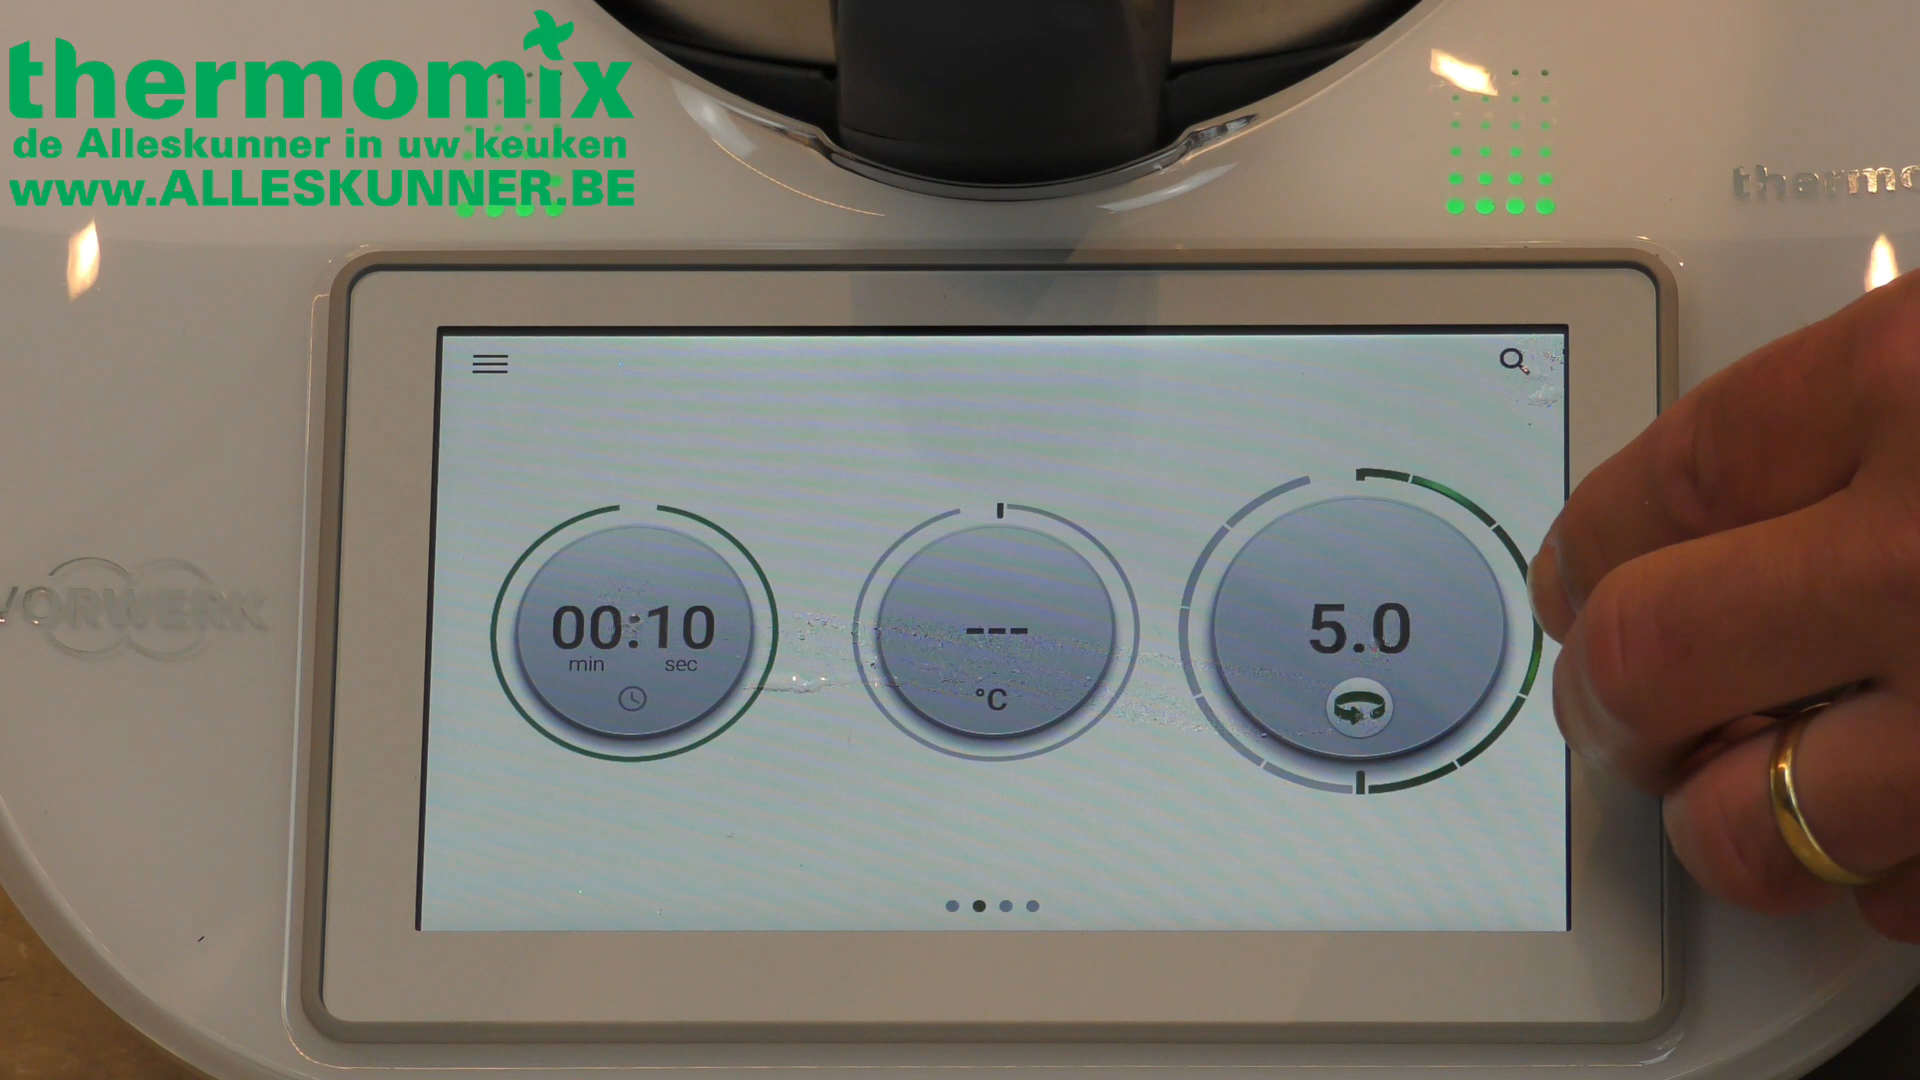 thermomix
de Alleskunner in uw keuken
www.ALLESKUNNER.BE
thermo
VORWERK
00:10
min sec
---
°C
5.0